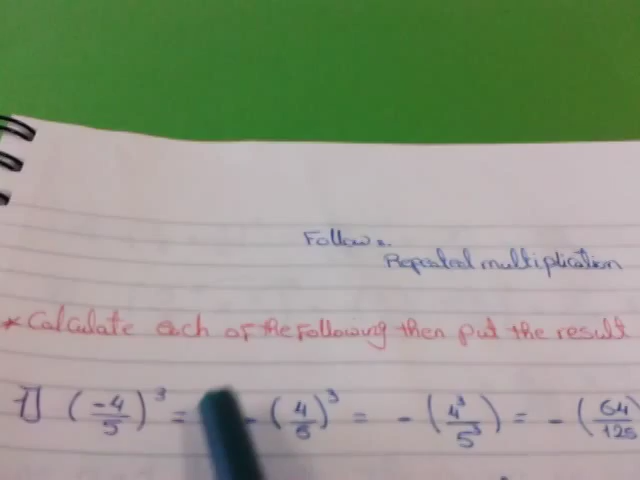 Follow :.
Repeated multiplication
* Calculate each of the following then put the result
1] (-4/5)^3 = - (4/5)^3 = - (4^3/5^3) = - (64/125